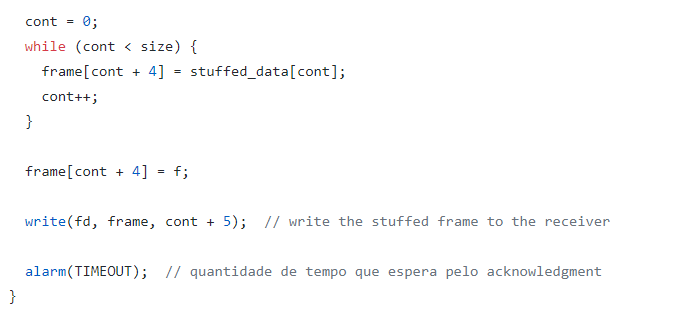 cont = 0;
while (cont < size) {
frame[cont + 4] = stuffed_data[cont];
cont++;
}
frame[cont + 4] = f;
write(fd, frame, cont + 5);  // write the stuffed frame to the receiver
alarm(TIMEOUT);  // quantidade de tempo que espera pelo acknowledgment
}